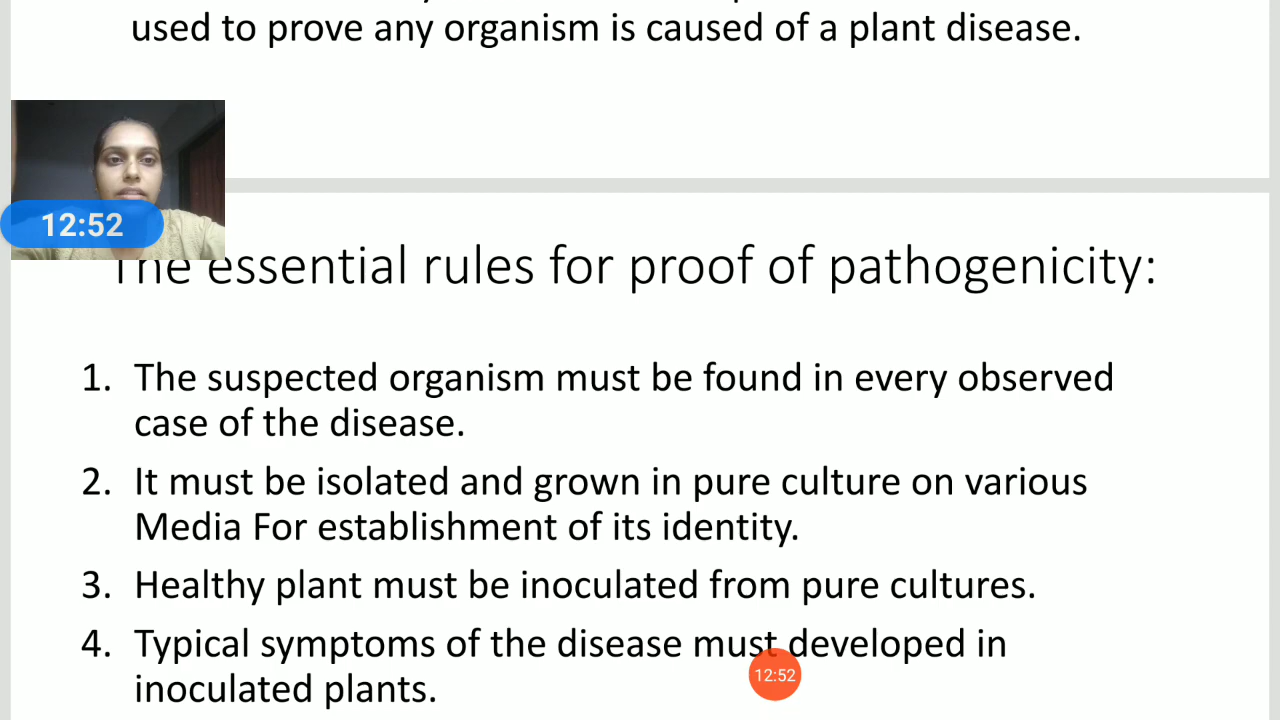 used to prove any organism is caused of a plant disease.
12:52
The essential rules for proof of pathogenicity:
1. The suspected organism must be found in every observed
case of the disease.
2. It must be isolated and grown in pure culture on various
Media For establishment of its identity.
3. Healthy plant must be inoculated from pure cultures.
4. Typical symptoms of the disease must developed in
12:52
inoculated plants.